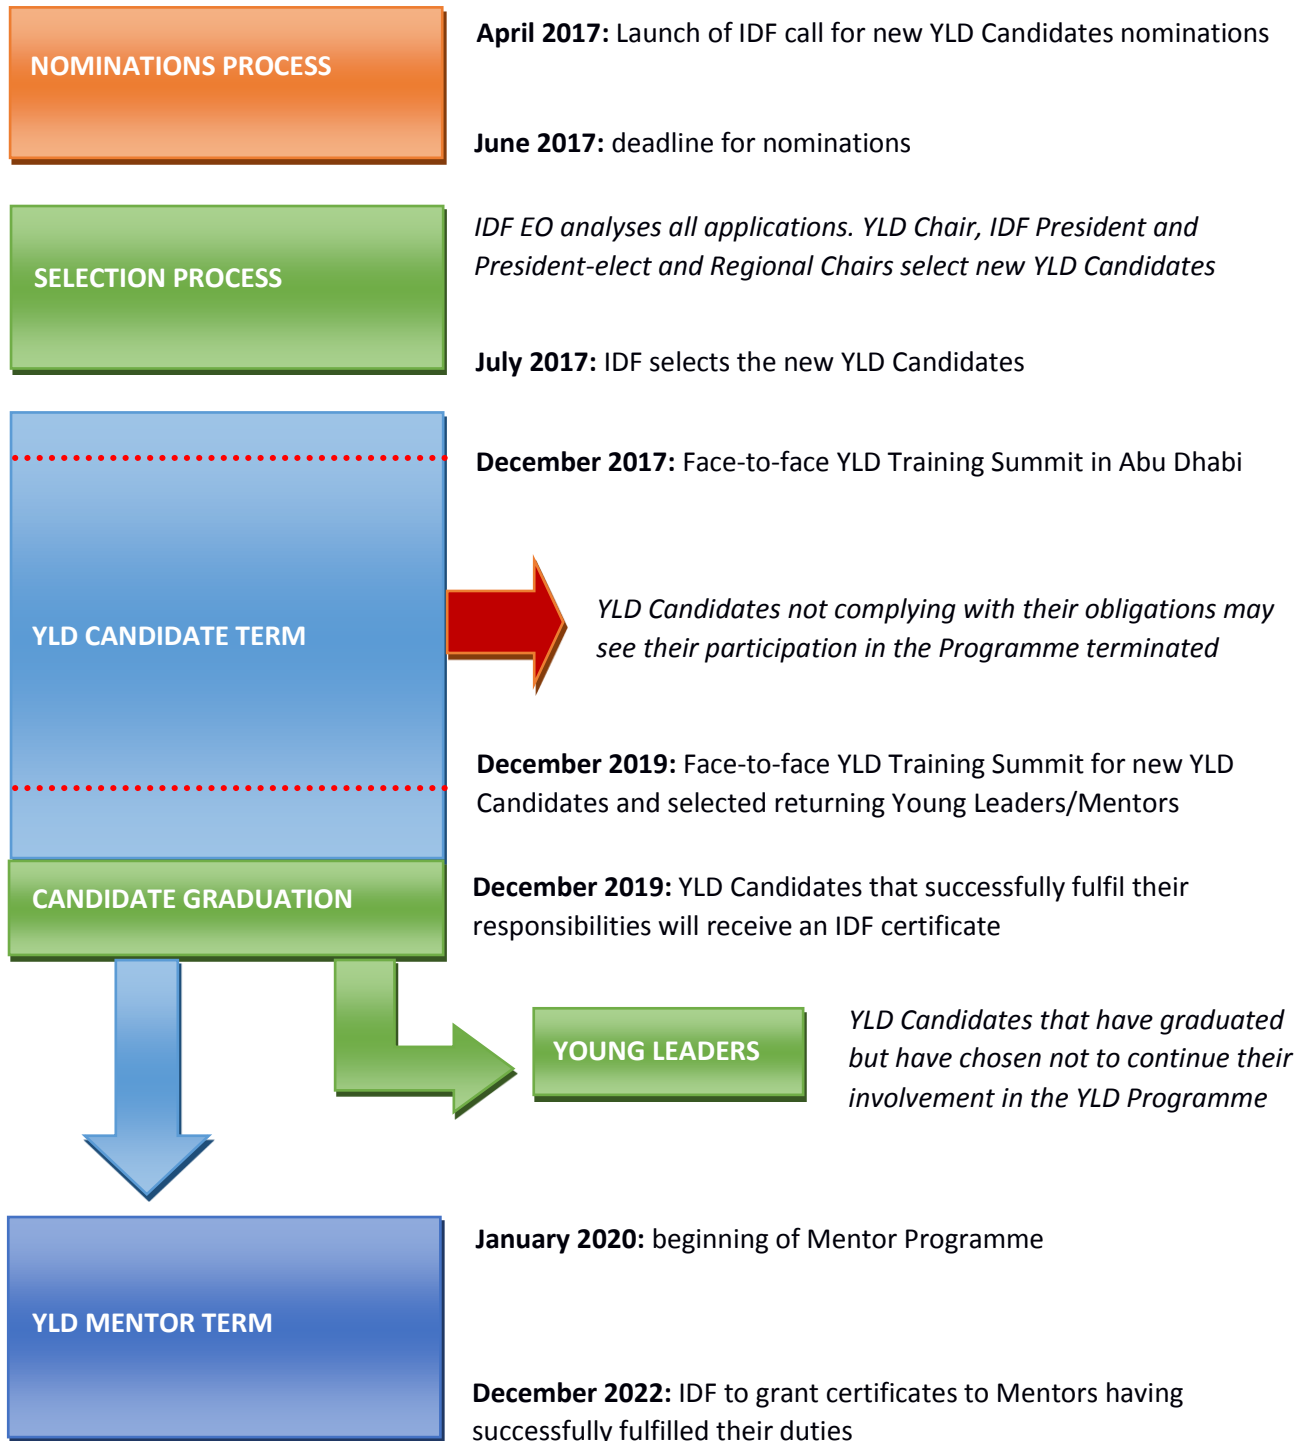 NOMINATIONS PROCESS
April 2017: Launch of IDF call for new YLD Candidates nominations
June 2017: deadline for nominations
SELECTION PROCESS
IDF EO analyses all applications. YLD Chair, IDF President and
President-elect and Regional Chairs select new YLD Candidates
July 2017: IDF selects the new YLD Candidates
December 2017: Face-to-face YLD Training Summit in Abu Dhabi
YLD CANDIDATE TERM
YLD Candidates not complying with their obligations may
see their participation in the Programme terminated
December 2019: Face-to-face YLD Training Summit for new YLD
Candidates and selected returning Young Leaders/Mentors
CANDIDATE GRADUATION
December 2019: YLD Candidates that successfully fulfil their
responsibilities will receive an IDF certificate
YOUNG LEADERS
YLD Candidates that have graduated
but have chosen not to continue their
involvement in the YLD Programme
January 2020: beginning of Mentor Programme
YLD MENTOR TERM
December 2022: IDF to grant certificates to Mentors having
successfully fulfilled their duties